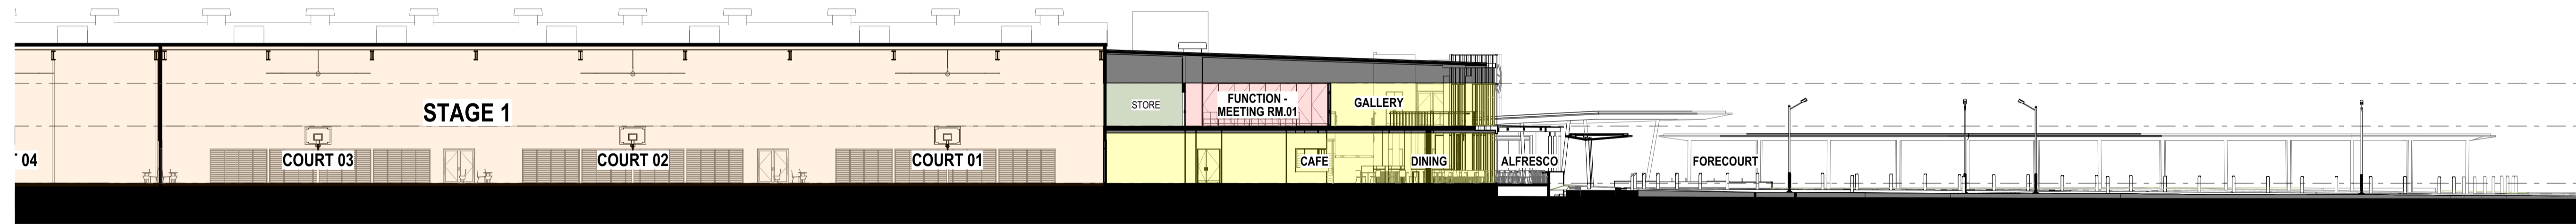 STAGE 1
STORE
FUNCTION -
MEETING RM.01
GALLERY
T 04
COURT 03
COURT 02
COURT 01
CAFE
DINING
ALFRESCO
FORECOURT